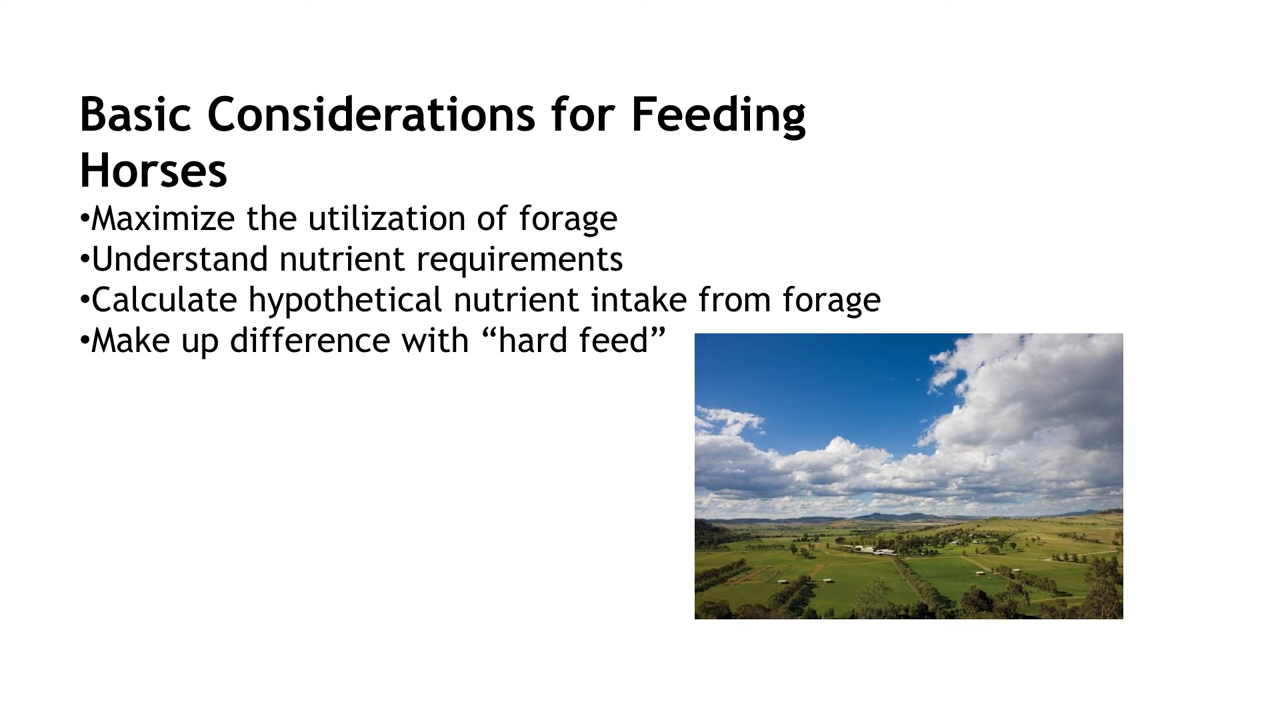 Basic Considerations for Feeding
Horses
•Maximize the utilization of forage
•Understand nutrient requirements
•Calculate hypothetical nutrient intake from forage
•Make up difference with “hard feed”